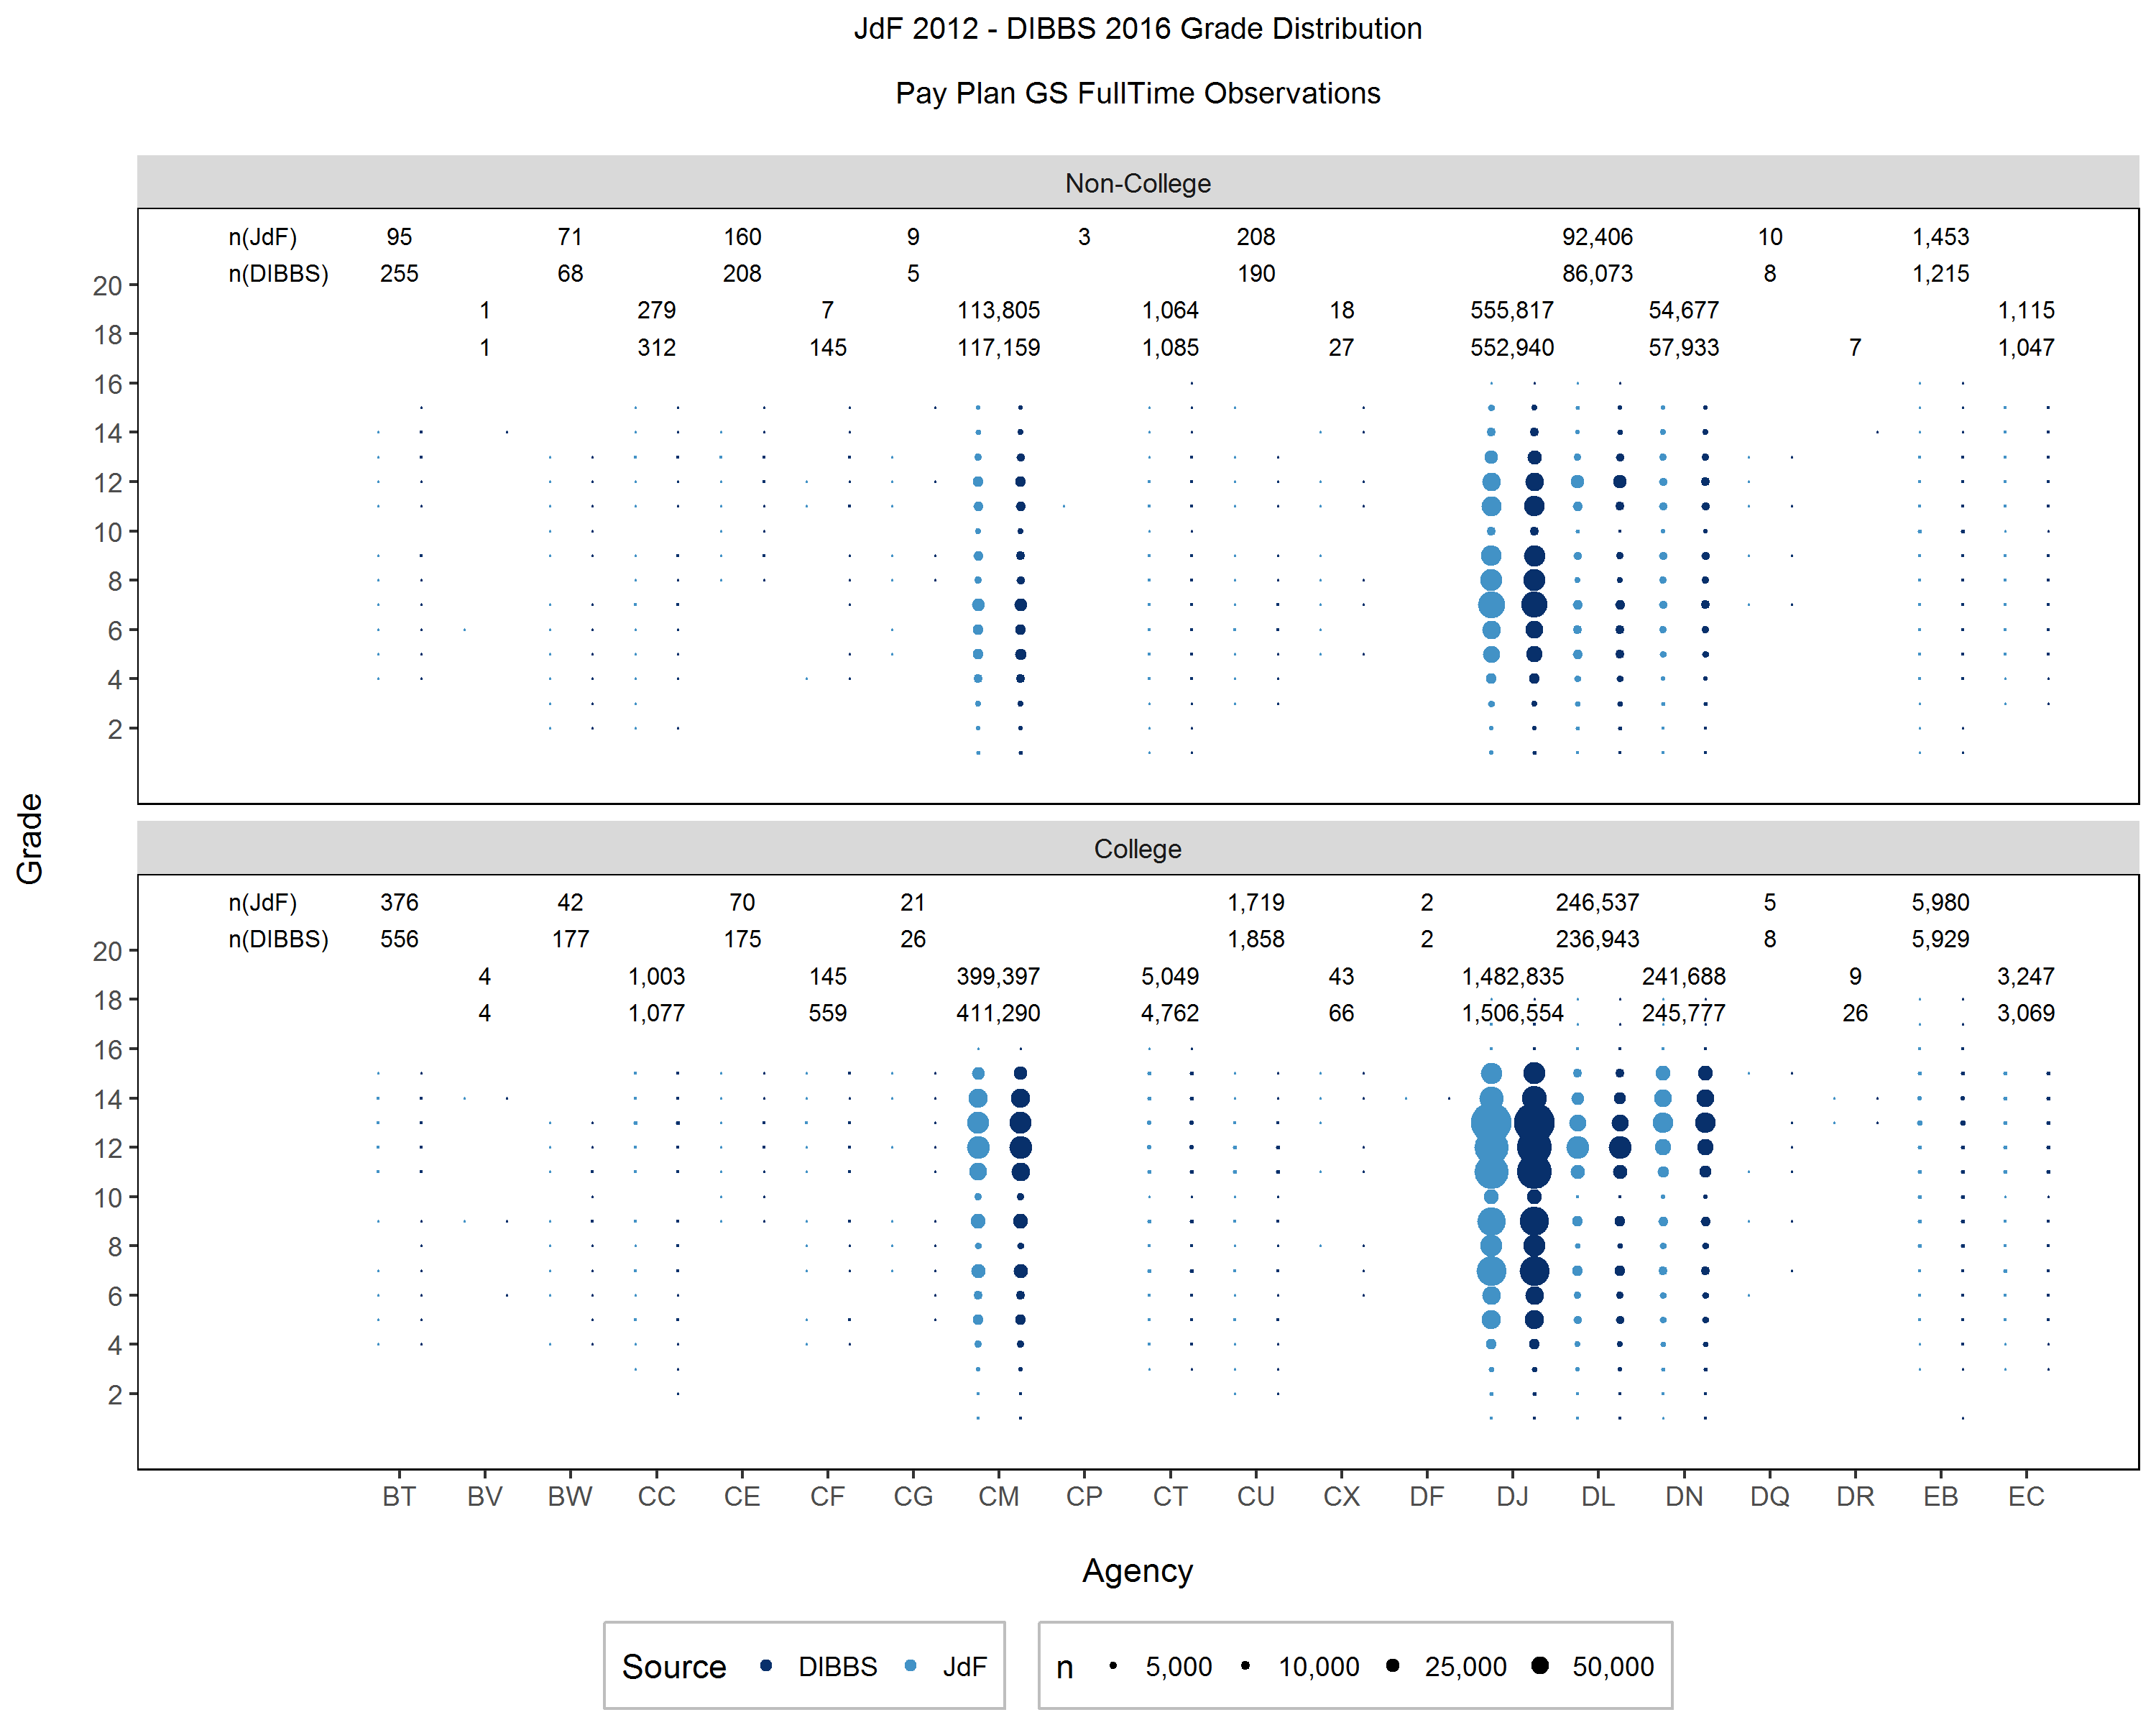 JdF 2012 - DIBBS 2016 Grade Distribution
Pay Plan GS FullTime Observations
Non-College
n(JdF) 95 71 160 9 3 208 92,406 10 1,453
n(DIBBS) 255 68 208 5 190 86,073 8 1,215
20
1 279 7 113,805 1,064 18 555,817 54,677 1,115
18
1 312 145 117,159 1,085 27 552,940 57,933 7 1,047
16
14
12
10
8
6
4
2
Grade
College
n(JdF) 376 42 70 21 1,719 2 246,537 5 5,980
n(DIBBS) 556 177 175 26 1,858 2 236,943 8 5,929
20
4 1,003 145 399,397 5,049 43 1,482,835 241,688 9 3,247
18
4 1,077 559 411,290 4,762 66 1,506,554 245,777 26 3,069
16
14
12
10
8
6
4
2
BT BV BW CC CE CF CG CM CP CT CU CX DF DJ DL DN DQ DR EB EC
Agency
Source DIBBS JdF
n 5,000 10,000 25,000 50,000